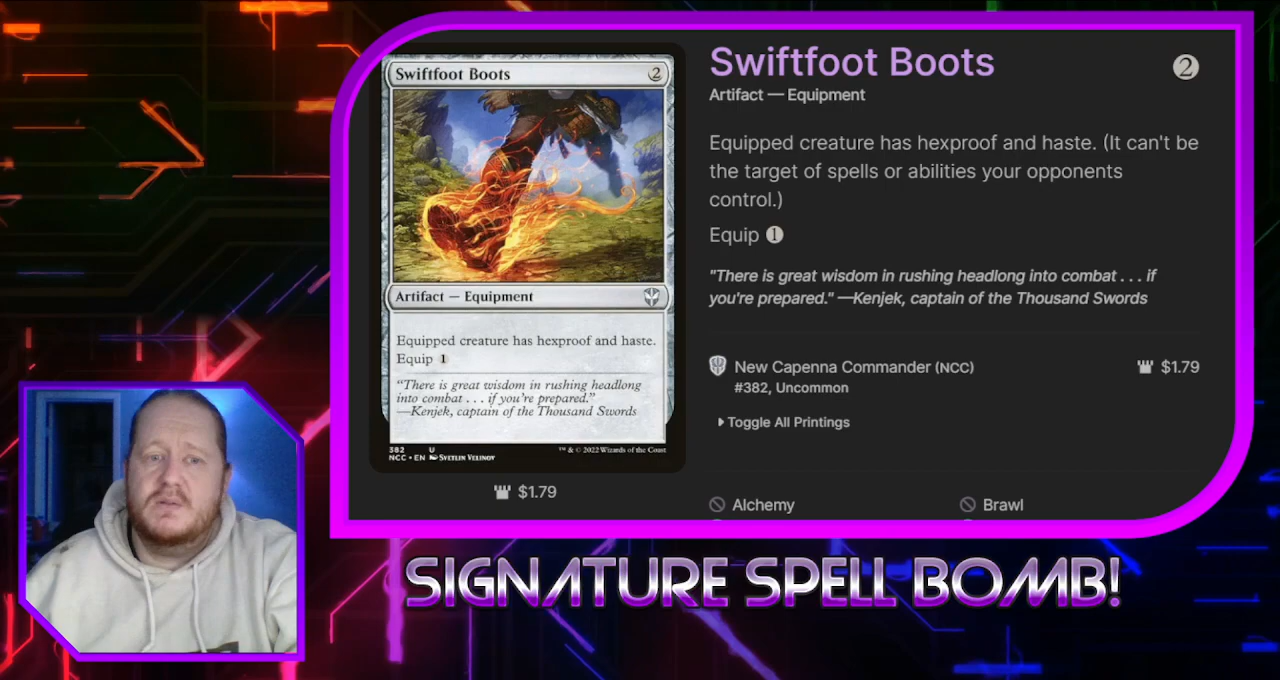 Swiftfoot Boots 2
Artifact — Equipment
Equipped creature has hexproof and haste.
Equip 1
“There is great wisdom in rushing headlong
into combat . . . if you’re prepared.”
—Kenjek, captain of the Thousand Swords
382 U
NCC • EN Svetlin Velinov
™ & © 2022 Wizards of the Coast
$1.79
Swiftfoot Boots 2
Artifact — Equipment
Equipped creature has hexproof and haste. (It can't be
the target of spells or abilities your opponents
control.)
Equip 1
"There is great wisdom in rushing headlong into combat . . . if
you're prepared." —Kenjek, captain of the Thousand Swords
New Capenna Commander (NCC) $1.79
#382, Uncommon
Toggle All Printings
Alchemy Brawl
SIGNATURE SPELL BOMB!